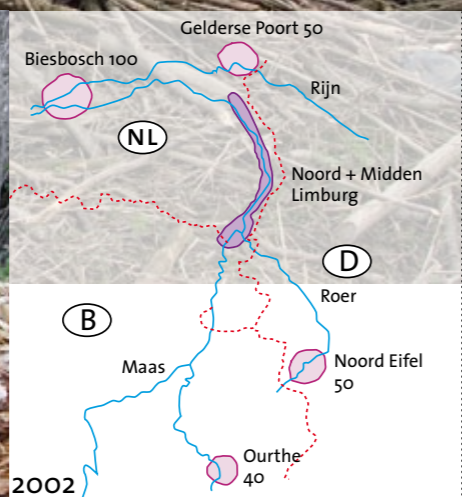 Gelderse Poort 50
Biesbosch 100
Rijn
NL
Noord + Midden
Limburg
D
Roer
B
Maas
Noord Eifel
50
Ourthe
40
2002